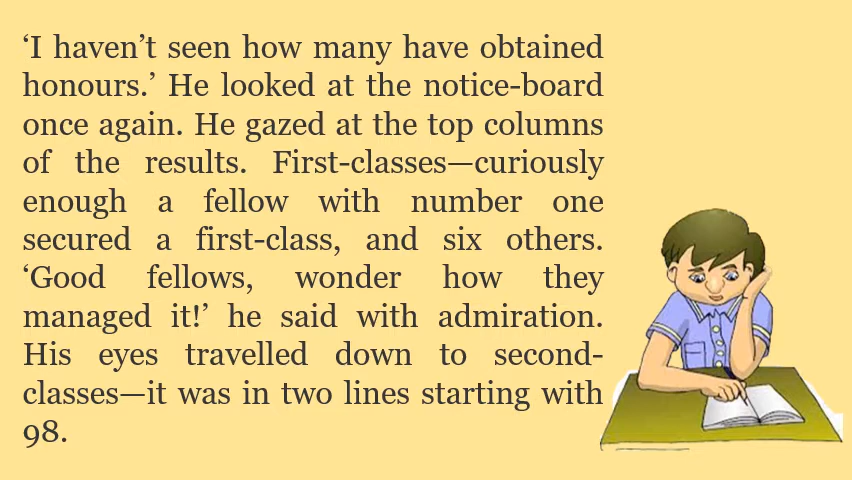 ‘I haven’t seen how many have obtained
honours.’ He looked at the notice-board
once again. He gazed at the top columns
of the results. First-classes—curiously
enough a fellow with number one
secured a first-class, and six others.
‘Good fellows, wonder how they
managed it!’ he said with admiration.
His eyes travelled down to second-
classes—it was in two lines starting with
98.